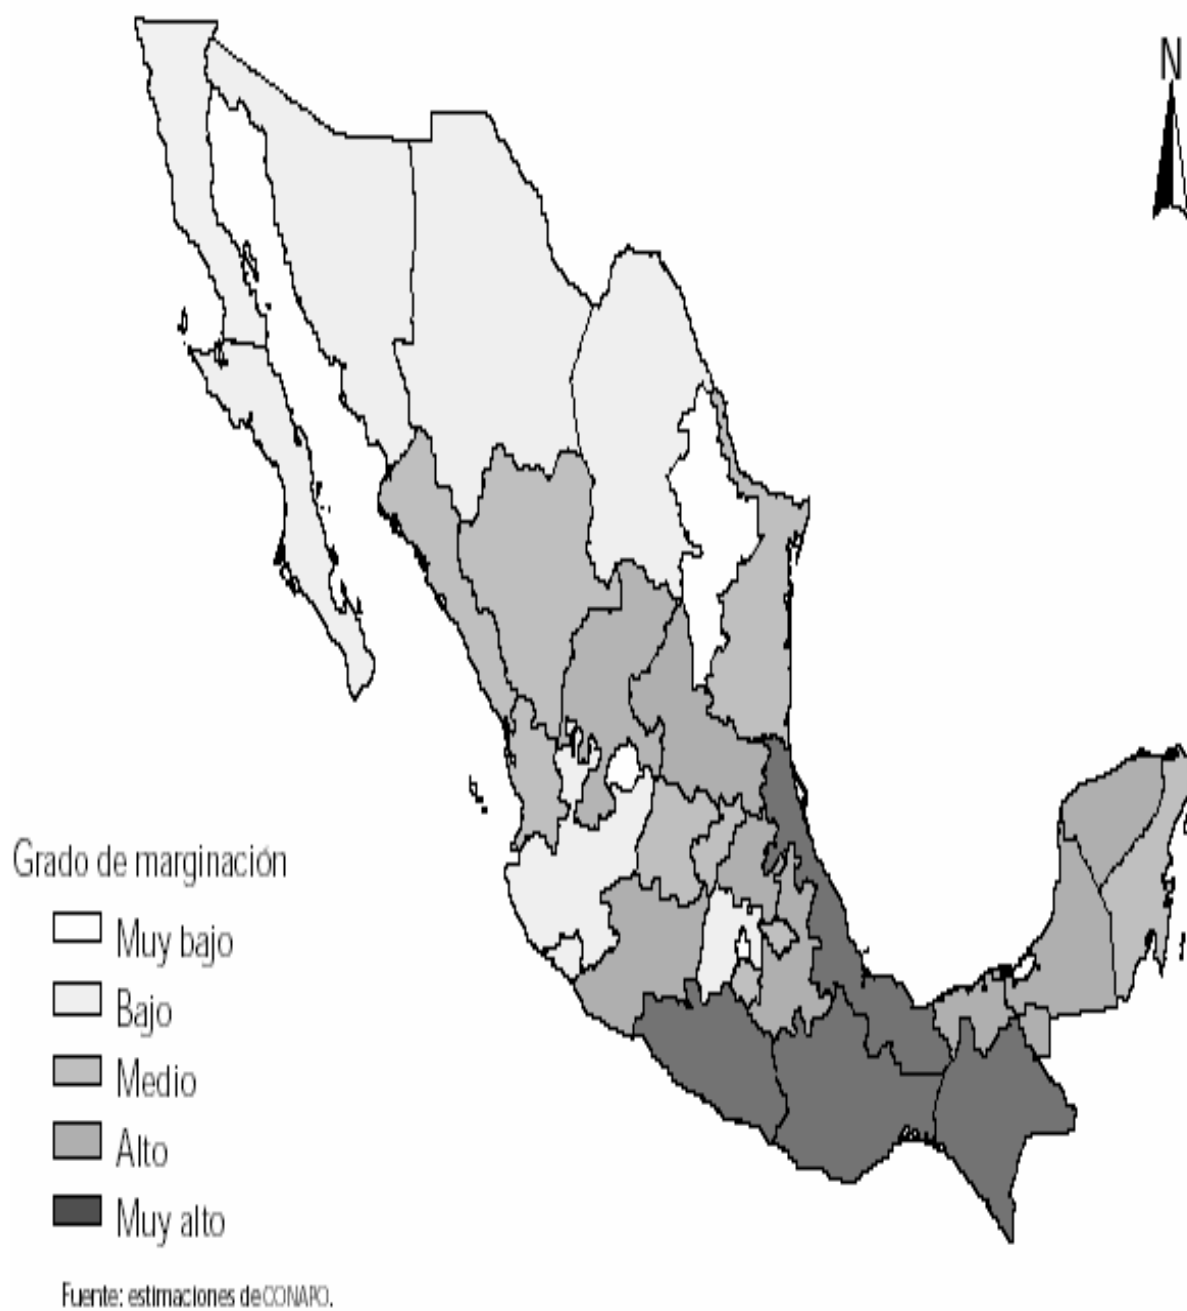 N
Grado de marginación
Muy bajo
Bajo
Medio
Alto
Muy alto
Fuente: estimaciones de CONAPO.